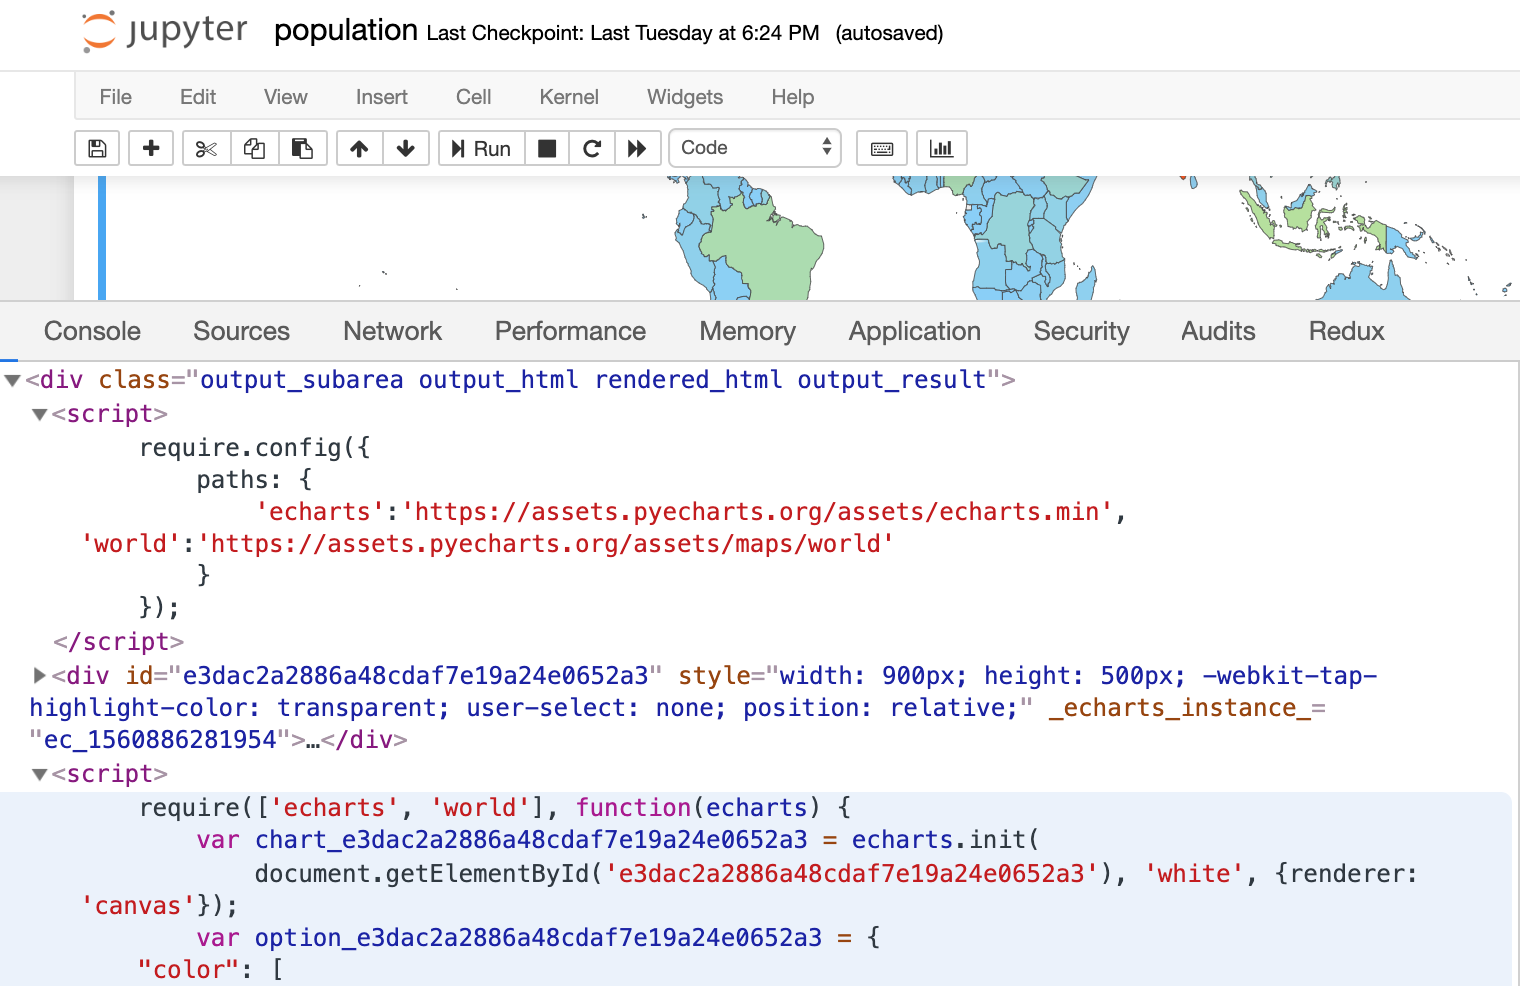 jupyter population Last Checkpoint: Last Tuesday at 6:24 PM (autosaved)
File Edit View Insert Cell Kernel Widgets Help
Run Code
Console Sources Network Performance Memory Application Security Audits Redux
<div class="output_subarea output_html rendered_html output_result">
<script>
require.config({
paths: {
'echarts':'https://assets.pyecharts.org/assets/echarts.min',
'world':'https://assets.pyecharts.org/assets/maps/world'
}
});
</script>
<div id="e3dac2a2886a48cdaf7e19a24e0652a3" style="width: 900px; height: 500px; -webkit-tap-
highlight-color: transparent; user-select: none; position: relative;" _echarts_instance_=
"ec_1560886281954">…</div>
<script>
require(['echarts', 'world'], function(echarts) {
var chart_e3dac2a2886a48cdaf7e19a24e0652a3 = echarts.init(
document.getElementById('e3dac2a2886a48cdaf7e19a24e0652a3'), 'white', {renderer:
'canvas'});
var option_e3dac2a2886a48cdaf7e19a24e0652a3 = {
"color": [